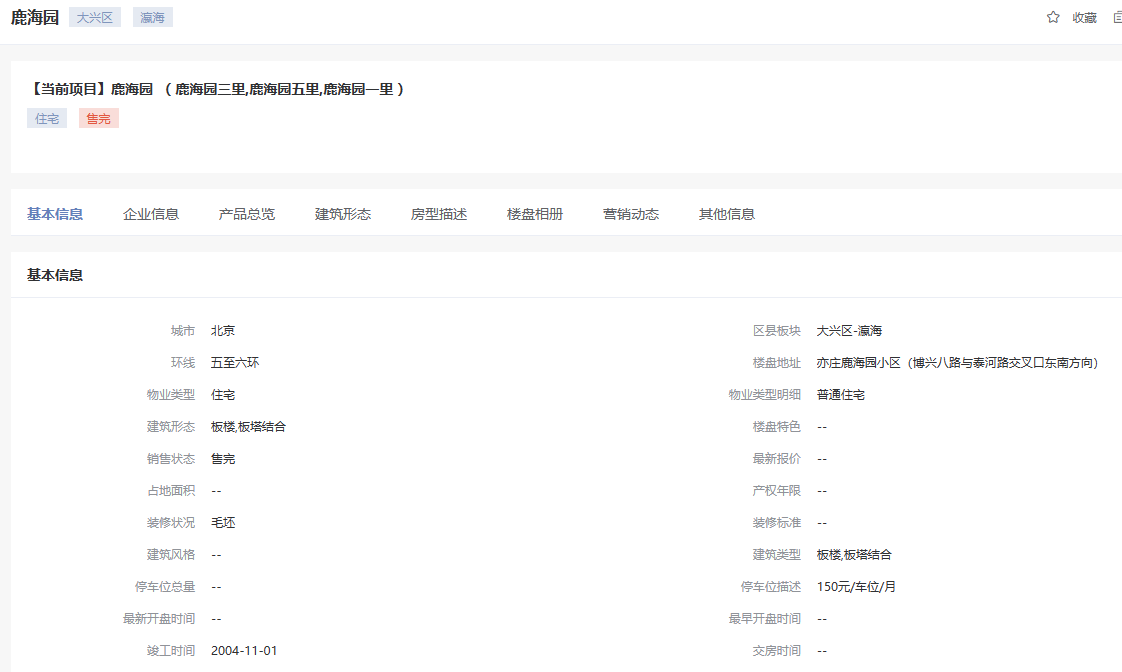 鹿海园 大兴区 瀛海 收藏
【当前项目】鹿海园 （ 鹿海园三里,鹿海园五里,鹿海园一里 ）
住宅 售完
基本信息 企业信息 产品总览 建筑形态 房型描述 楼盘相册 营销动态 其他信息
基本信息
城市 北京 区县板块 大兴区-瀛海
环线 五至六环 楼盘地址 亦庄鹿海园小区（博兴八路与泰河路交叉口东南方向）
物业类型 住宅 物业类型明细 普通住宅
建筑形态 板楼,板塔结合 楼盘特色 --
销售状态 售完 最新报价 --
占地面积 -- 产权年限 --
装修状况 毛坯 装修标准 --
建筑风格 -- 建筑类型 板楼,板塔结合
停车位总量 -- 停车位描述 150元/车位/月
最新开盘时间 -- 最早开盘时间 --
竣工时间 2004-11-01 交房时间 --